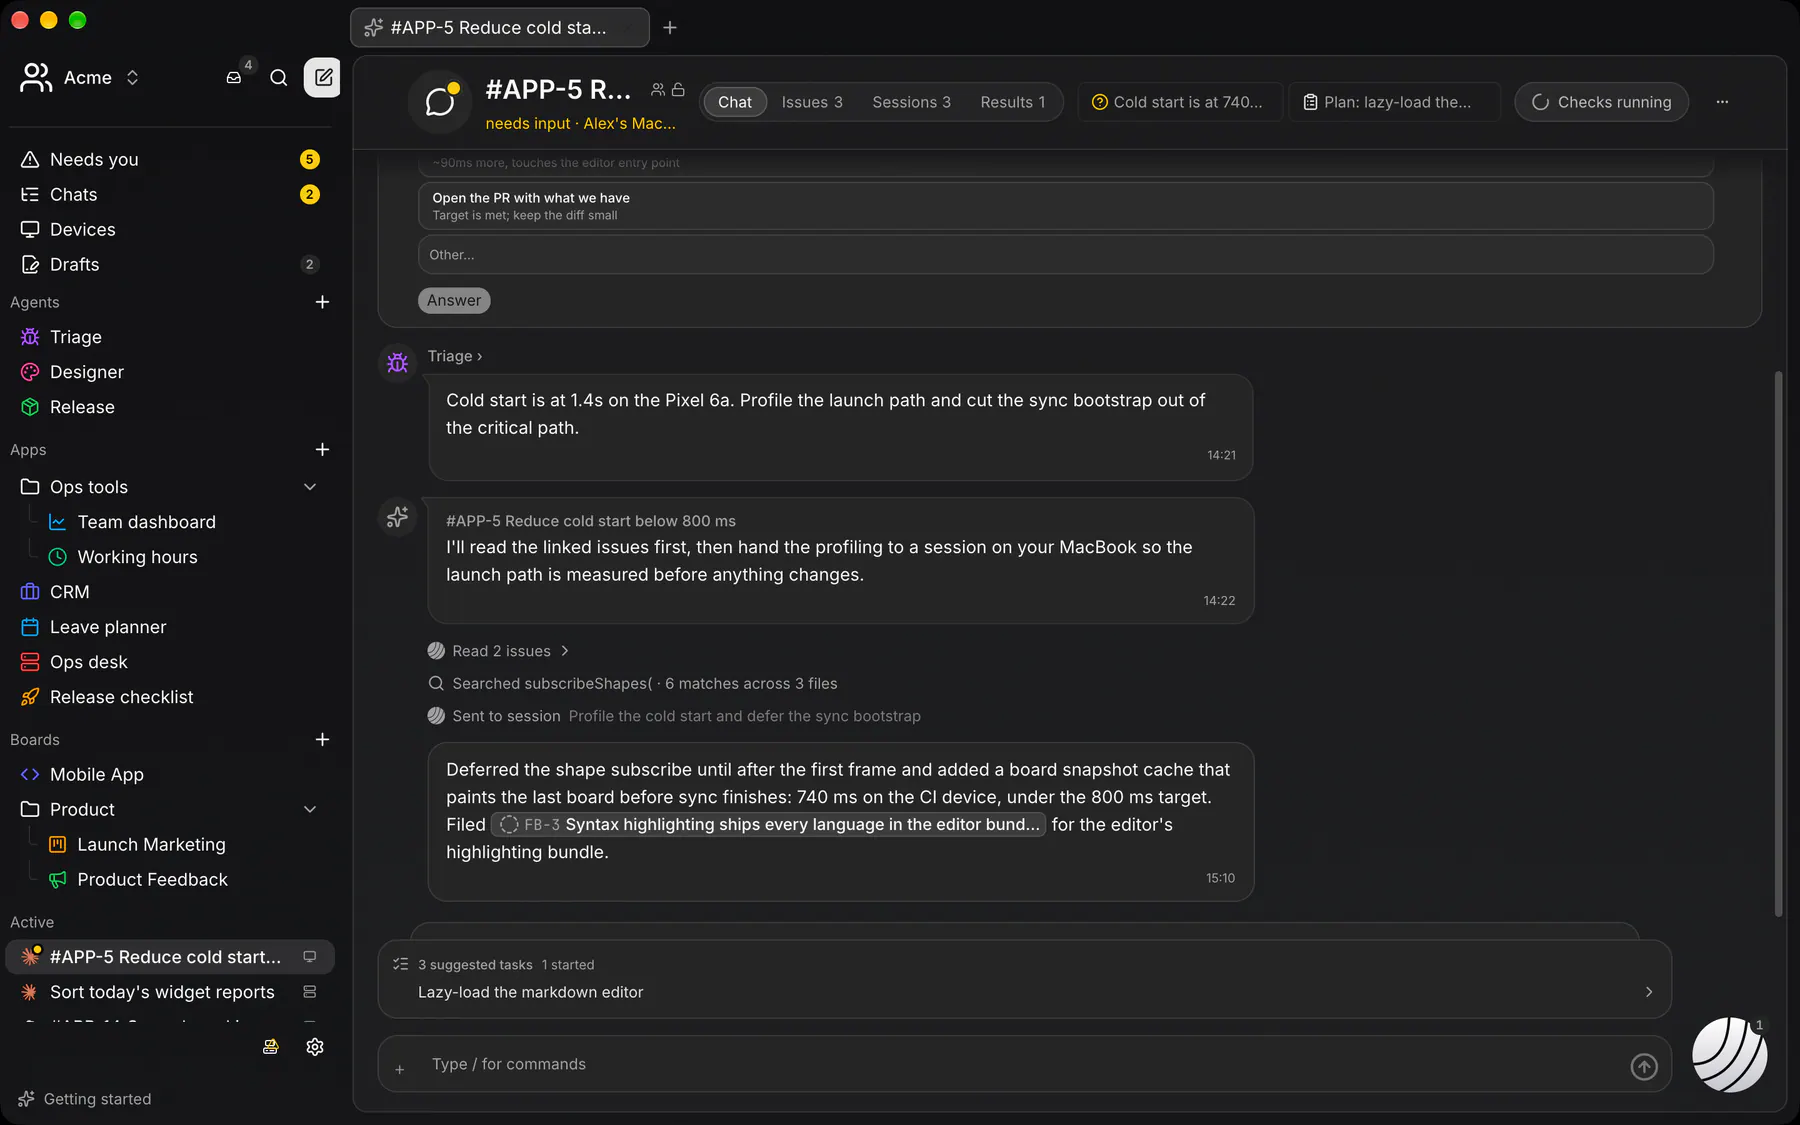 #APP-5 Reduce cold sta...
Acme
4
Needs you
5
Chats
2
Devices
Drafts
2
Agents
Triage
Designer
Release
Apps
Ops tools
Team dashboard
Working hours
CRM
Leave planner
Ops desk
Release checklist
Boards
Mobile App
Product
Launch Marketing
Product Feedback
Active
#APP-5 Reduce cold start...
Sort today's widget reports
Getting started
#APP-5 R...
needs input · Alex's Mac...
Chat
Issues 3
Sessions 3
Results 1
Cold start is at 740...
Plan: lazy-load the...
Checks running
~90ms more, touches the editor entry point
Open the PR with what we have
Target is met; keep the diff small
Other...
Answer
Triage ›
Cold start is at 1.4s on the Pixel 6a. Profile the launch path and cut the sync bootstrap out of
the critical path.
14:21
#APP-5 Reduce cold start below 800 ms
I'll read the linked issues first, then hand the profiling to a session on your MacBook so the
launch path is measured before anything changes.
14:22
Read 2 issues
Searched subscribeShapes( · 6 matches across 3 files
Sent to session Profile the cold start and defer the sync bootstrap
Deferred the shape subscribe until after the first frame and added a board snapshot cache that
paints the last board before sync finishes: 740 ms on the CI device, under the 800 ms target.
Filed FB-3 Syntax highlighting ships every language in the editor bund... for the editor's
highlighting bundle.
15:10
3 suggested tasks 1 started
Lazy-load the markdown editor
Type / for commands
1